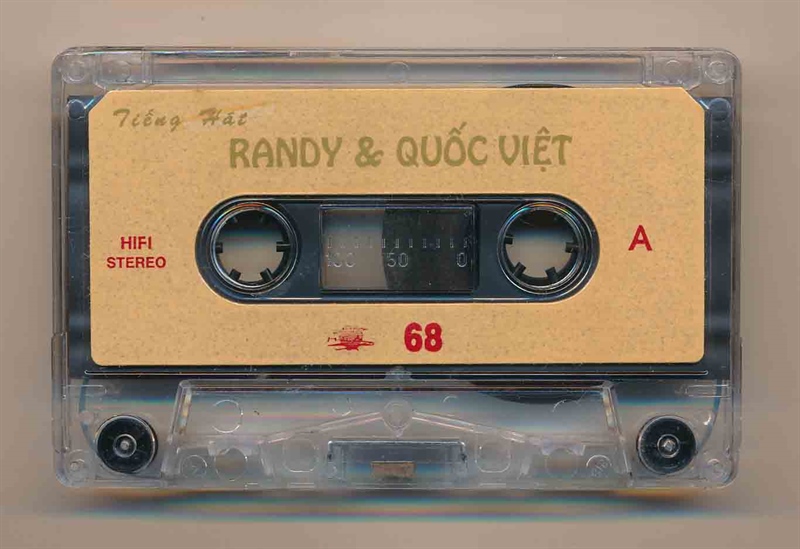 Tiếng Hát
RANDY & QUỐC VIỆT
HIFI
STEREO
A
100 50 0
68